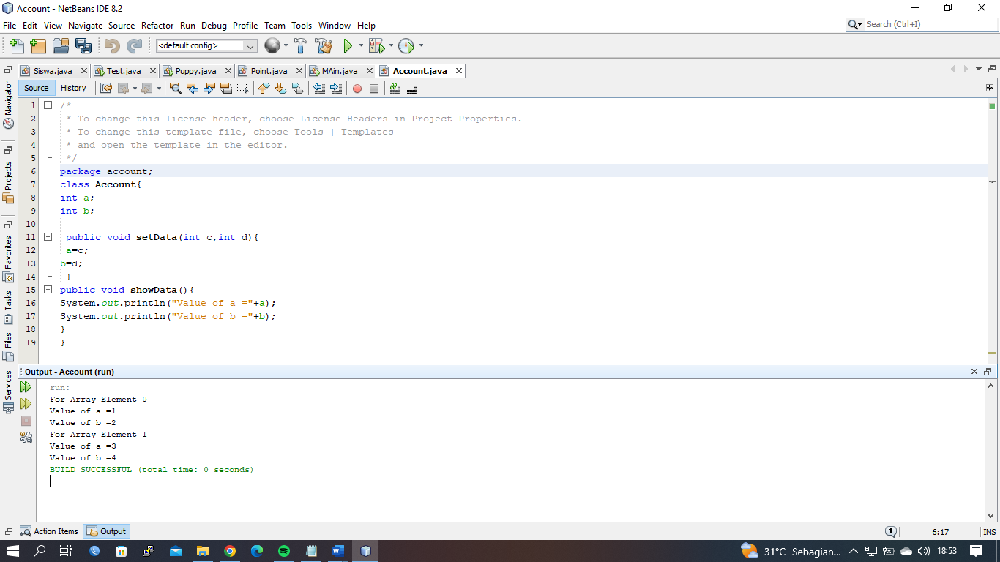 Account - NetBeans IDE 8.2
File Edit View Navigate Source Refactor Run Debug Profile Team Tools Window Help
Search (Ctrl+I)
<default config>
Siswa.java Test.java Puppy.java Point.java MAin.java Account.java
Source History
Navigator
Projects
Favorites
Tasks
Files
Services
1 /*
2 * To change this license header, choose License Headers in Project Properties.
3 * To change this template file, choose Tools | Templates
4 * and open the template in the editor.
5 */
6 package account;
7 class Account{
8 int a;
9 int b;
10
11 public void setData(int c,int d){
12 a=c;
13 b=d;
14 }
15 public void showData(){
16 System.out.println("Value of a ="+a);
17 System.out.println("Value of b ="+b);
18 }
19 }
Output - Account (run)
run:
For Array Element 0
Value of a =1
Value of b =2
For Array Element 1
Value of a =3
Value of b =4
BUILD SUCCESSFUL (total time: 0 seconds)
Action Items Output
1 6:17 INS
31°C Sebagian... 18:53